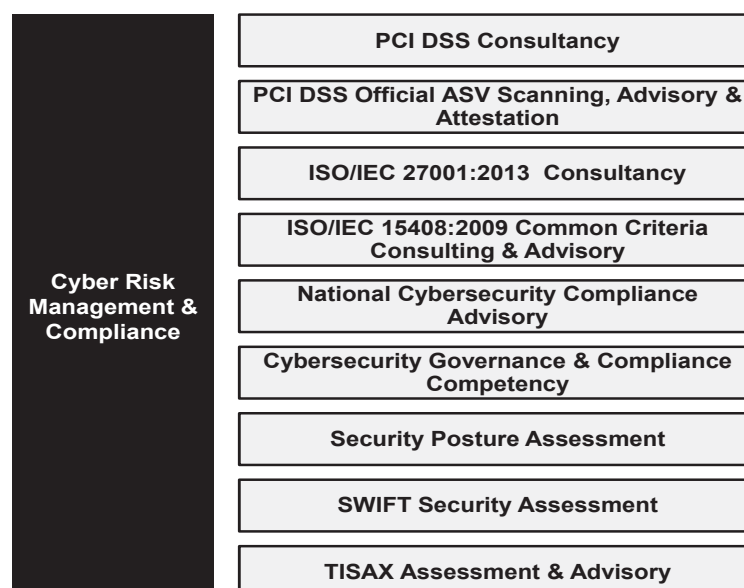 Cyber Risk
Management &
Compliance
PCI DSS Consultancy
PCI DSS Official ASV Scanning, Advisory &
Attestation
ISO/IEC 27001:2013 Consultancy
ISO/IEC 15408:2009 Common Criteria
Consulting & Advisory
National Cybersecurity Compliance
Advisory
Cybersecurity Governance & Compliance
Competency
Security Posture Assessment
SWIFT Security Assessment
TISAX Assessment & Advisory